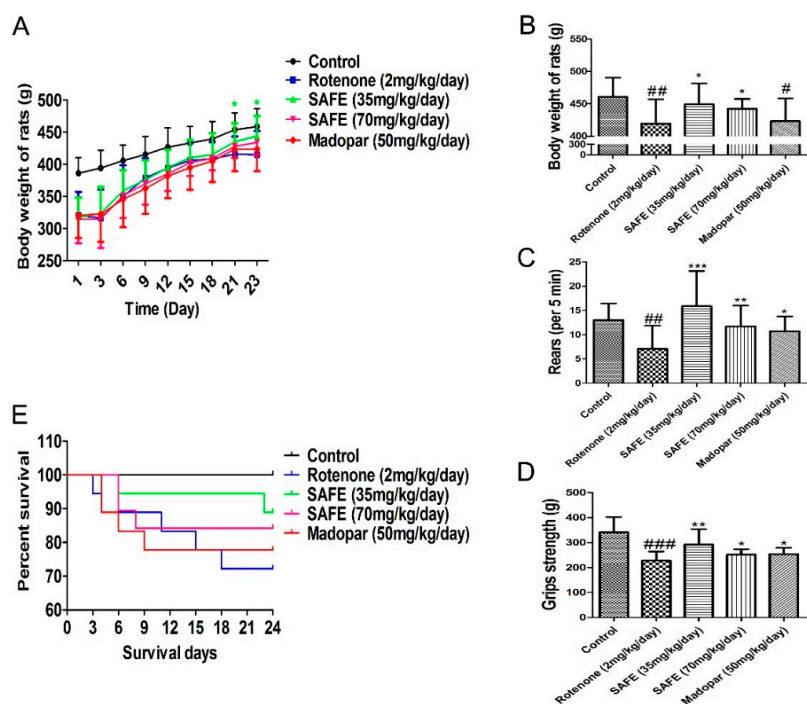 A
Control
Rotenone (2mg/kg/day)
SAFE (35mg/kg/day)
SAFE (70mg/kg/day)
Madopar (50mg/kg/day)
Body weight of rats (g)
500
450
400
350
300
250
* *
1 3 6 9 12 15 18 21 23
Time (Day)
B
Body weight of rats (g)
500
450
400
300
0
## * * #
Control
Rotenone (2mg/kg/day)
SAFE (35mg/kg/day)
SAFE (70mg/kg/day)
Madopar (50mg/kg/day)
C
Rears (per 5 min)
25
20
15
10
5
0
## *** ** *
Control
Rotenone (2mg/kg/day)
SAFE (35mg/kg/day)
SAFE (70mg/kg/day)
Madopar (50mg/kg/day)
E
Control
Rotenone (2mg/kg/day)
SAFE (35mg/kg/day)
SAFE (70mg/kg/day)
Madopar (50mg/kg/day)
Percent survival
100
90
80
70
60
0 3 6 9 12 15 18 21 24
Survival days
D
Grips strength (g)
500
400
300
200
100
0
### ** * *
Control
Rotenone (2mg/kg/day)
SAFE (35mg/kg/day)
SAFE (70mg/kg/day)
Madopar (50mg/kg/day)